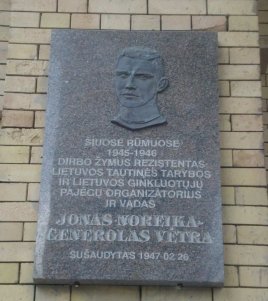 ŠIUOSE RŪMUOSE
1945-1946
DIRBO ŽYMUS REZISTENTAS-
LIETUVOS TAUTINĖS TARYBOS
IR LIETUVOS GINKLUOTŲJŲ
PAJĖGŲ ORGANIZATORIUS
IR VADAS
JONAS NOREIKA-
GENEROLAS VĖTRA
SUŠAUDYTAS 1947 02 26